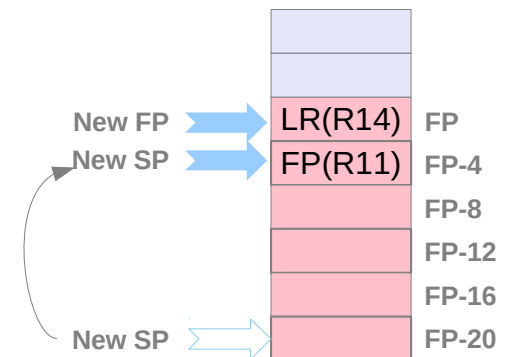 New FP LR(R14) FP
New SP FP(R11) FP-4
FP-8
FP-12
FP-16
New SP FP-20